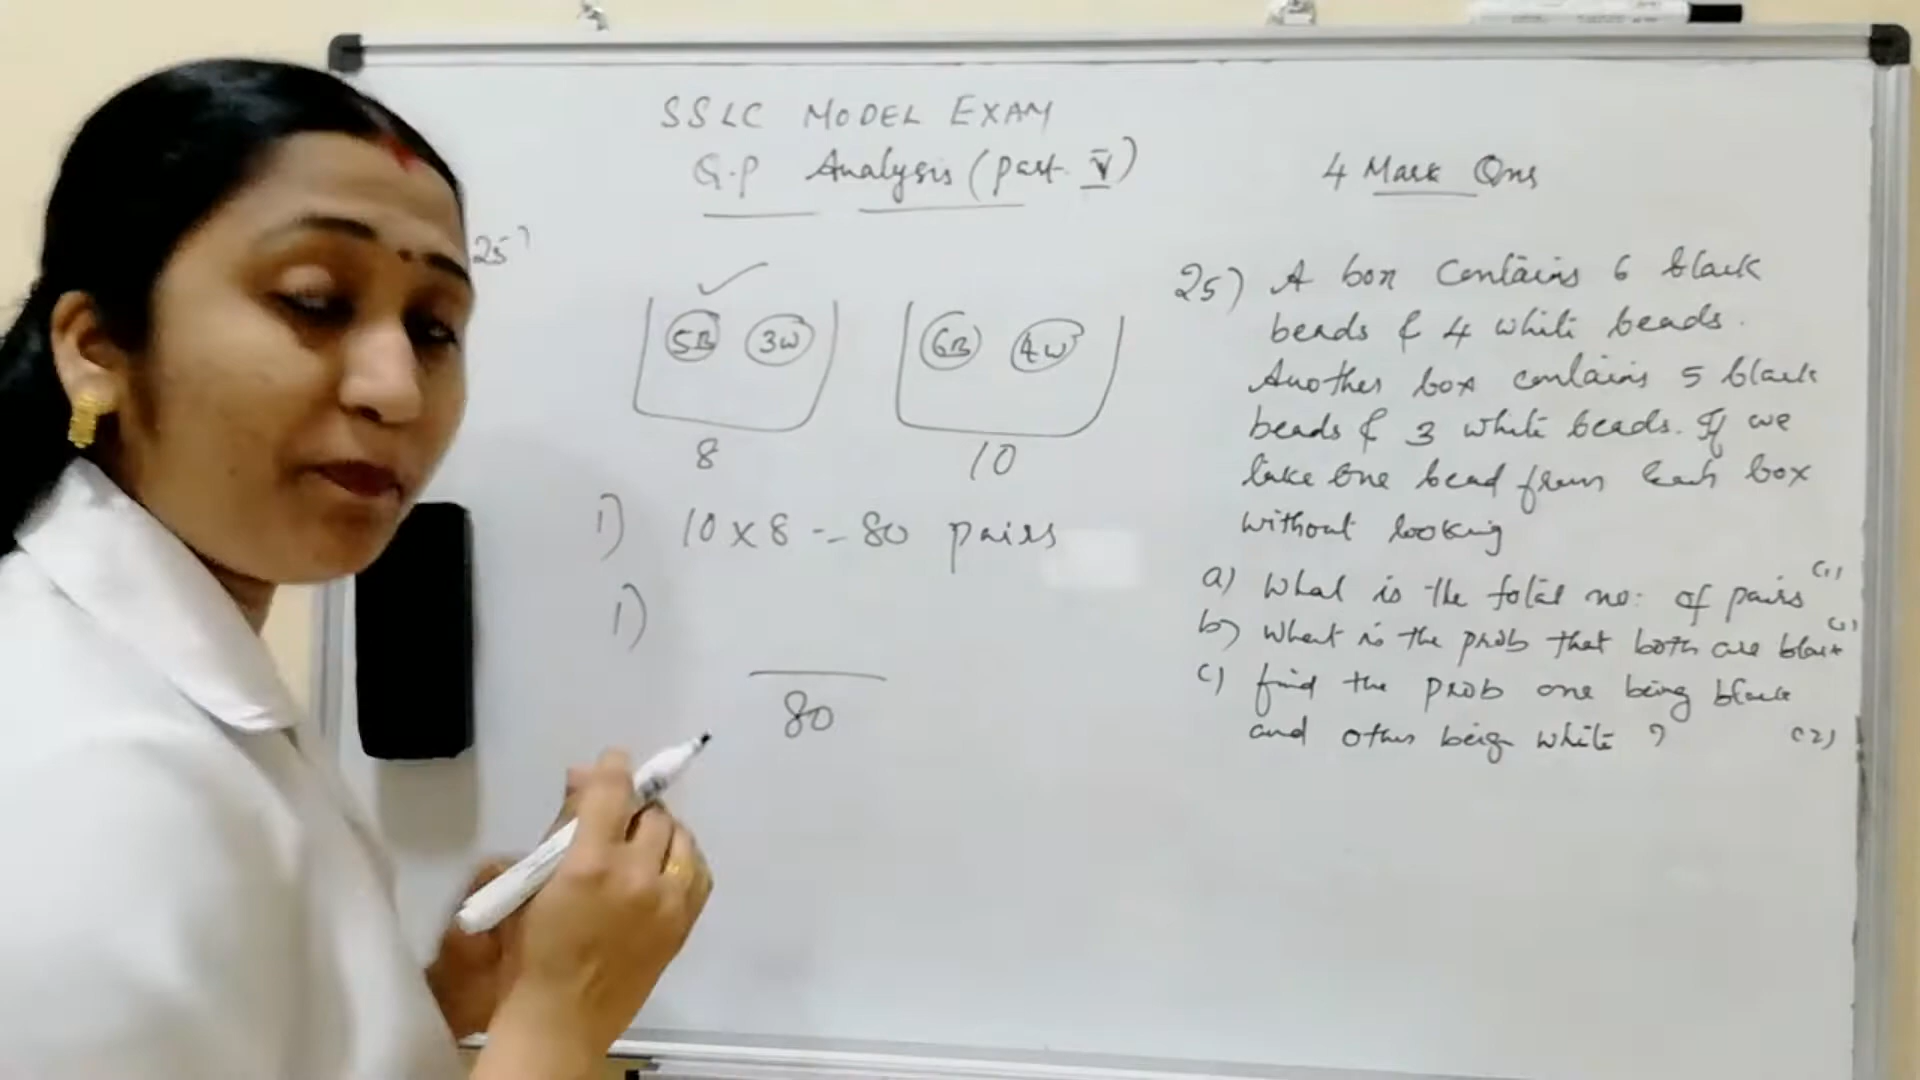 SSLC MODEL EXAM
Q.P Analysis (part V)
4 Mark Qns
25)
5B 3W
6B 4W
8
10
1) 10 x 8 = 80 pairs
1)
80
25) A box contains 6 black
beads & 4 white beads.
Another box contains 5 black
beads & 3 white beads. If we
take one bead from each box
without looking
a) What is the total no: of pairs (1)
b) What is the prob that both are black (1)
c) find the prob one being black
and other being white ? (2)